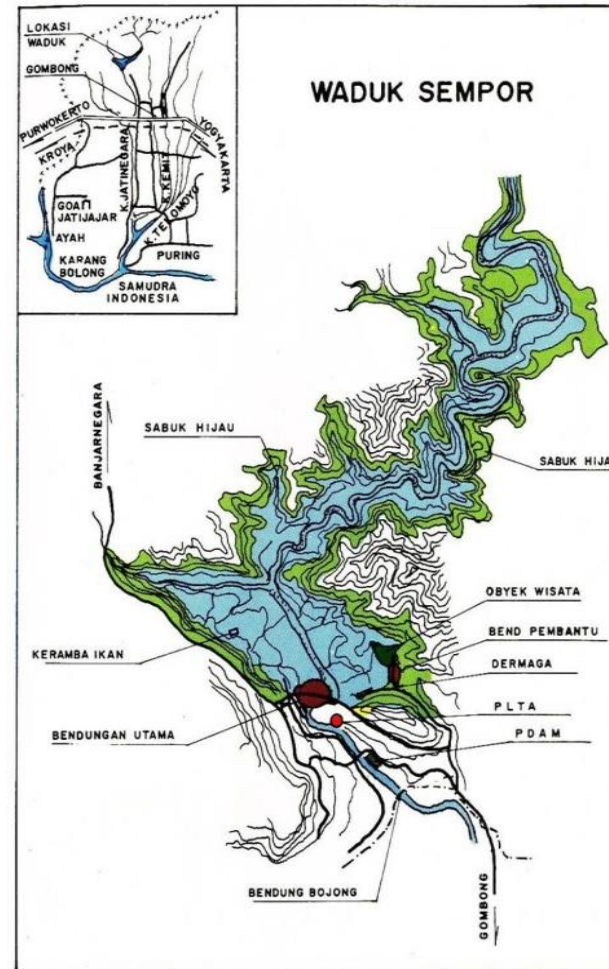 LOKASI
WADUK
GOMBONG
PURWOKERTO
KROYA
YOGYAKARTA
K.JATINEGARA
K.KEMIT
K.TELOMOYO
GOA
JATIJAJAR
AYAH
KARANG
BOLONG
PURING
SAMUDRA
INDONESIA
WADUK SEMPOR
BANJARNEGARA
SABUK HIJAU
SABUK HIJA
OBYEK WISATA
BEND PEMBANTU
KERAMBA IKAN
DERMAGA
PLTA
BENDUNGAN UTAMA
PDAM
BENDUNG BOJONG
GOMBONG